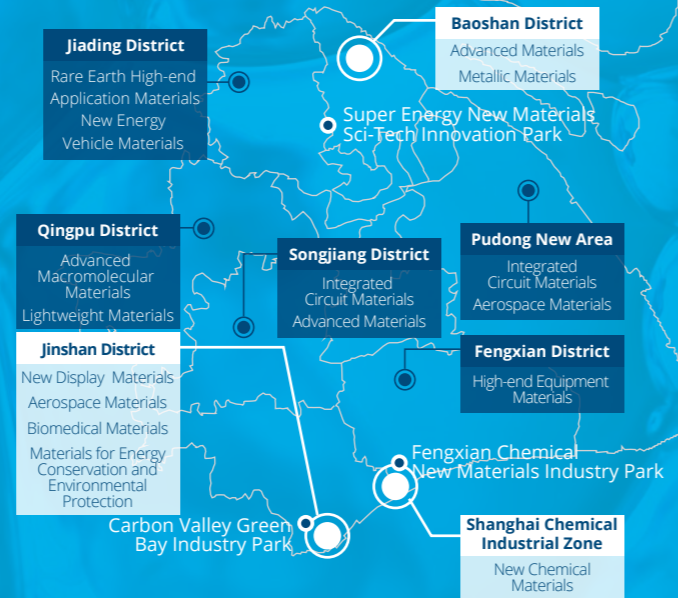 Jiading District
Rare Earth High-end
Application Materials
New Energy
Vehicle Materials
Baoshan District
Advanced Materials
Metallic Materials
Super Energy New Materials
Sci-Tech Innovation Park
Qingpu District
Advanced
Macromolecular
Materials
Lightweight Materials
Songjiang District
Integrated
Circuit Materials
Advanced Materials
Pudong New Area
Integrated
Circuit Materials
Aerospace Materials
Jinshan District
New Display Materials
Aerospace Materials
Biomedical Materials
Materials for Energy
Conservation and
Environmental
Protection
Fengxian District
High-end Equipment
Materials
Fengxian Chemical
New Materials Industry Park
Carbon Valley Green
Bay Industry Park
Shanghai Chemical
Industrial Zone
New Chemical
Materials